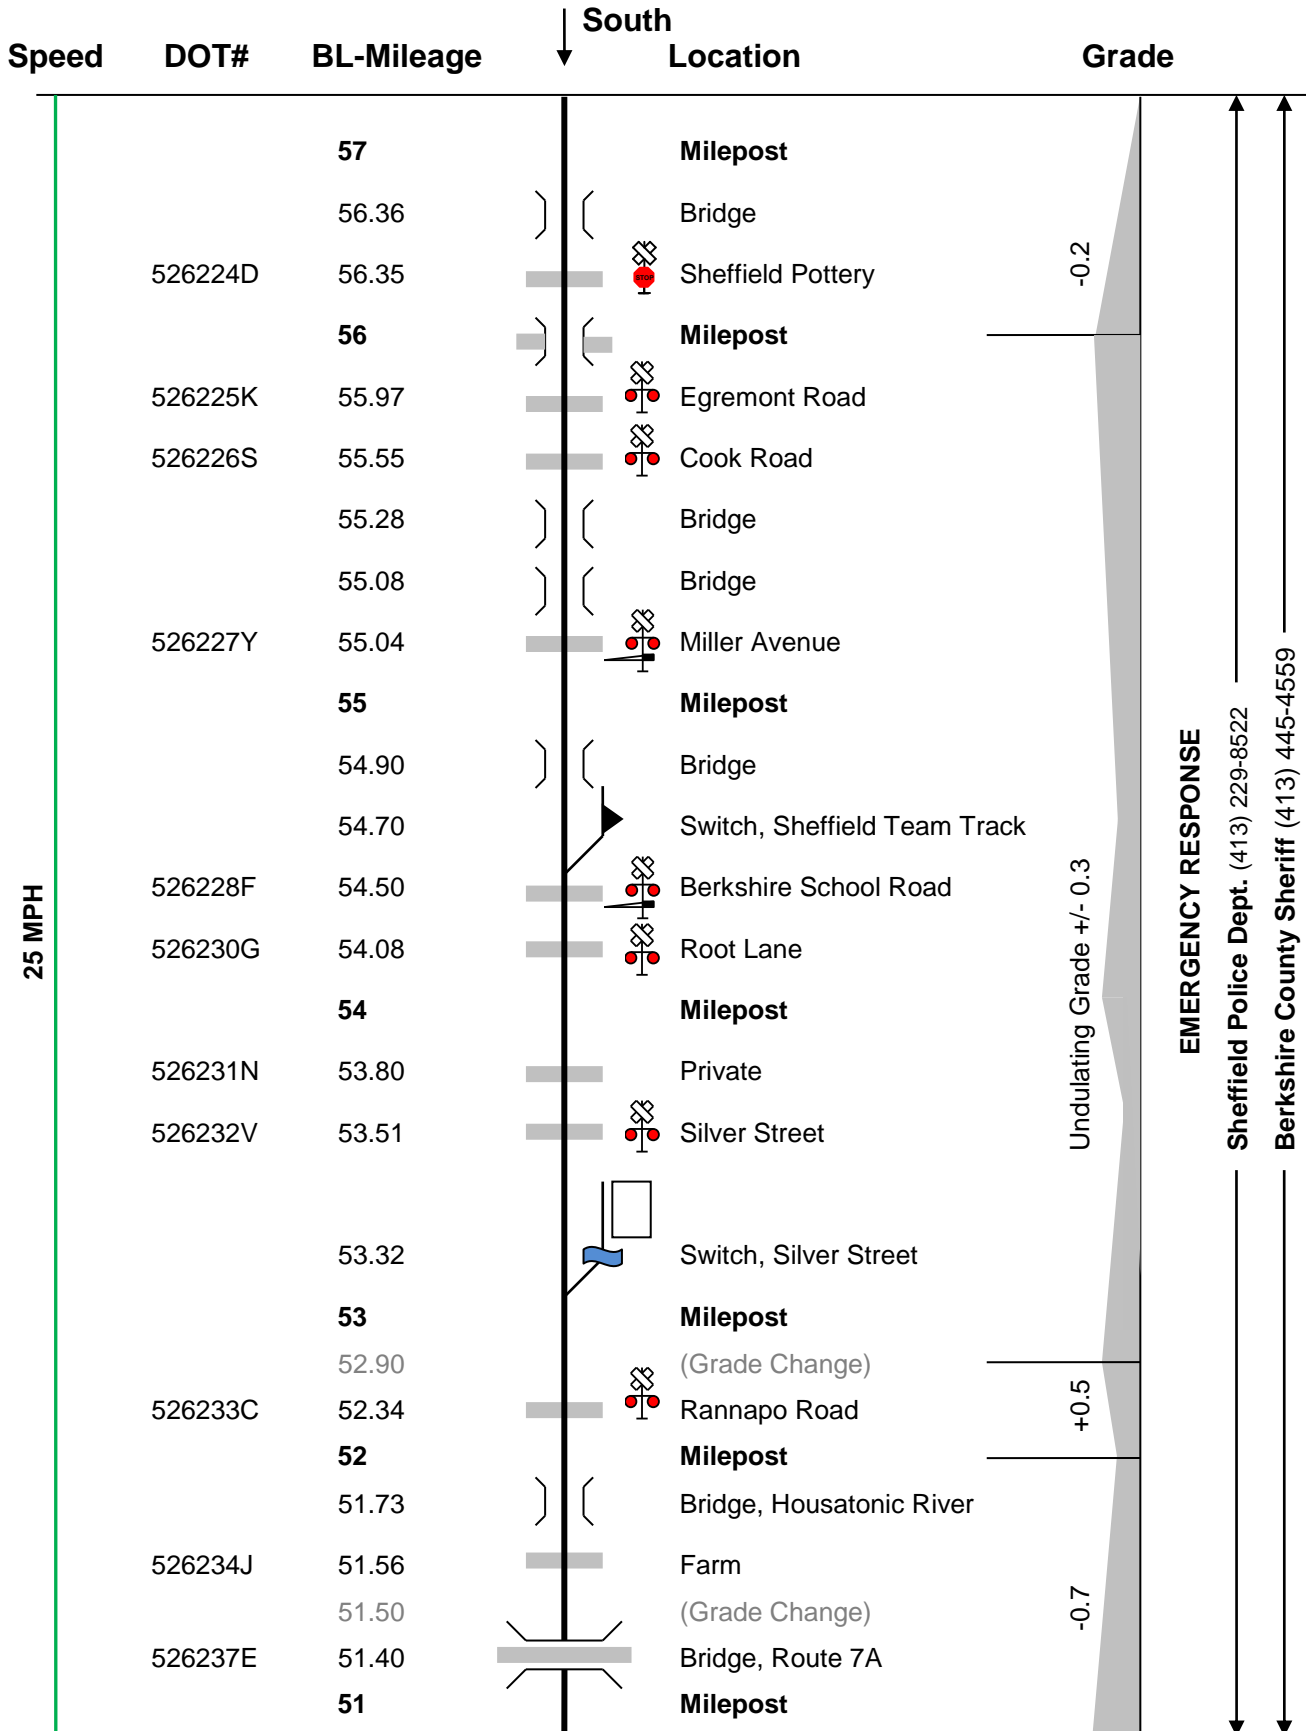 South
Speed DOT# BL-Mileage Location Grade
57 Milepost
56.36 Bridge
526224D 56.35 STOP Sheffield Pottery
-0.2
56 Milepost
526225K 55.97 Egremont Road
526226S 55.55 Cook Road
55.28 Bridge
55.08 Bridge
526227Y 55.04 Miller Avenue
55 Milepost
54.90 Bridge
54.70 Switch, Sheffield Team Track
526228F 54.50 Berkshire School Road
526230G 54.08 Root Lane
54 Milepost
526231N 53.80 Private
526232V 53.51 Silver Street
53.32 Switch, Silver Street
53 Milepost
52.90 (Grade Change)
526233C 52.34 Rannapo Road
52 Milepost
51.73 Bridge, Housatonic River
526234J 51.56 Farm
51.50 (Grade Change)
526237E 51.40 Bridge, Route 7A
51 Milepost
25 MPH
Undulating Grade +/- 0.3
+0.5
-0.7
EMERGENCY RESPONSE
Sheffield Police Dept. (413) 229-8522
Berkshire County Sheriff (413) 445-4559